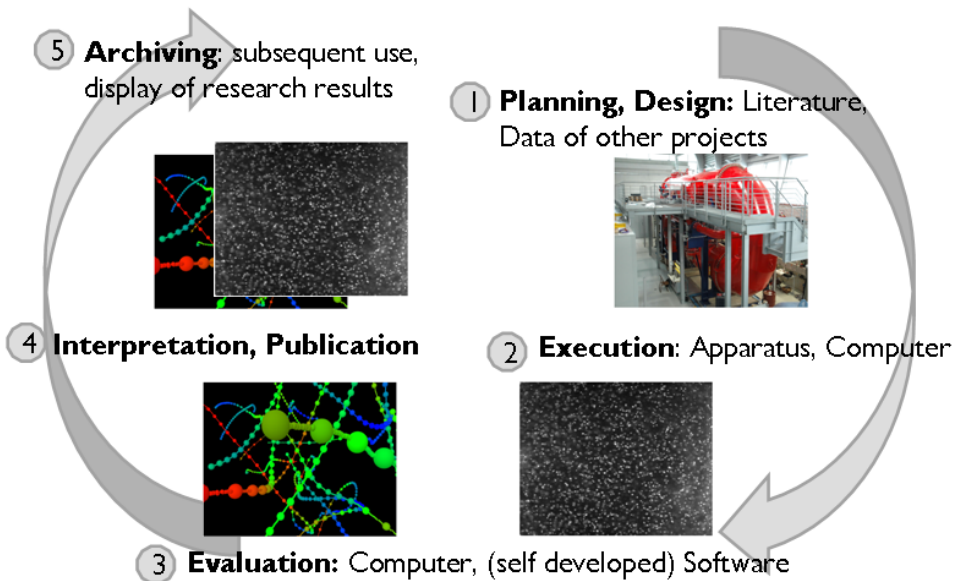 5 Archiving: subsequent use,
display of research results
1 Planning, Design: Literature,
Data of other projects
4 Interpretation, Publication
2 Execution: Apparatus, Computer
3 Evaluation: Computer, (self developed) Software